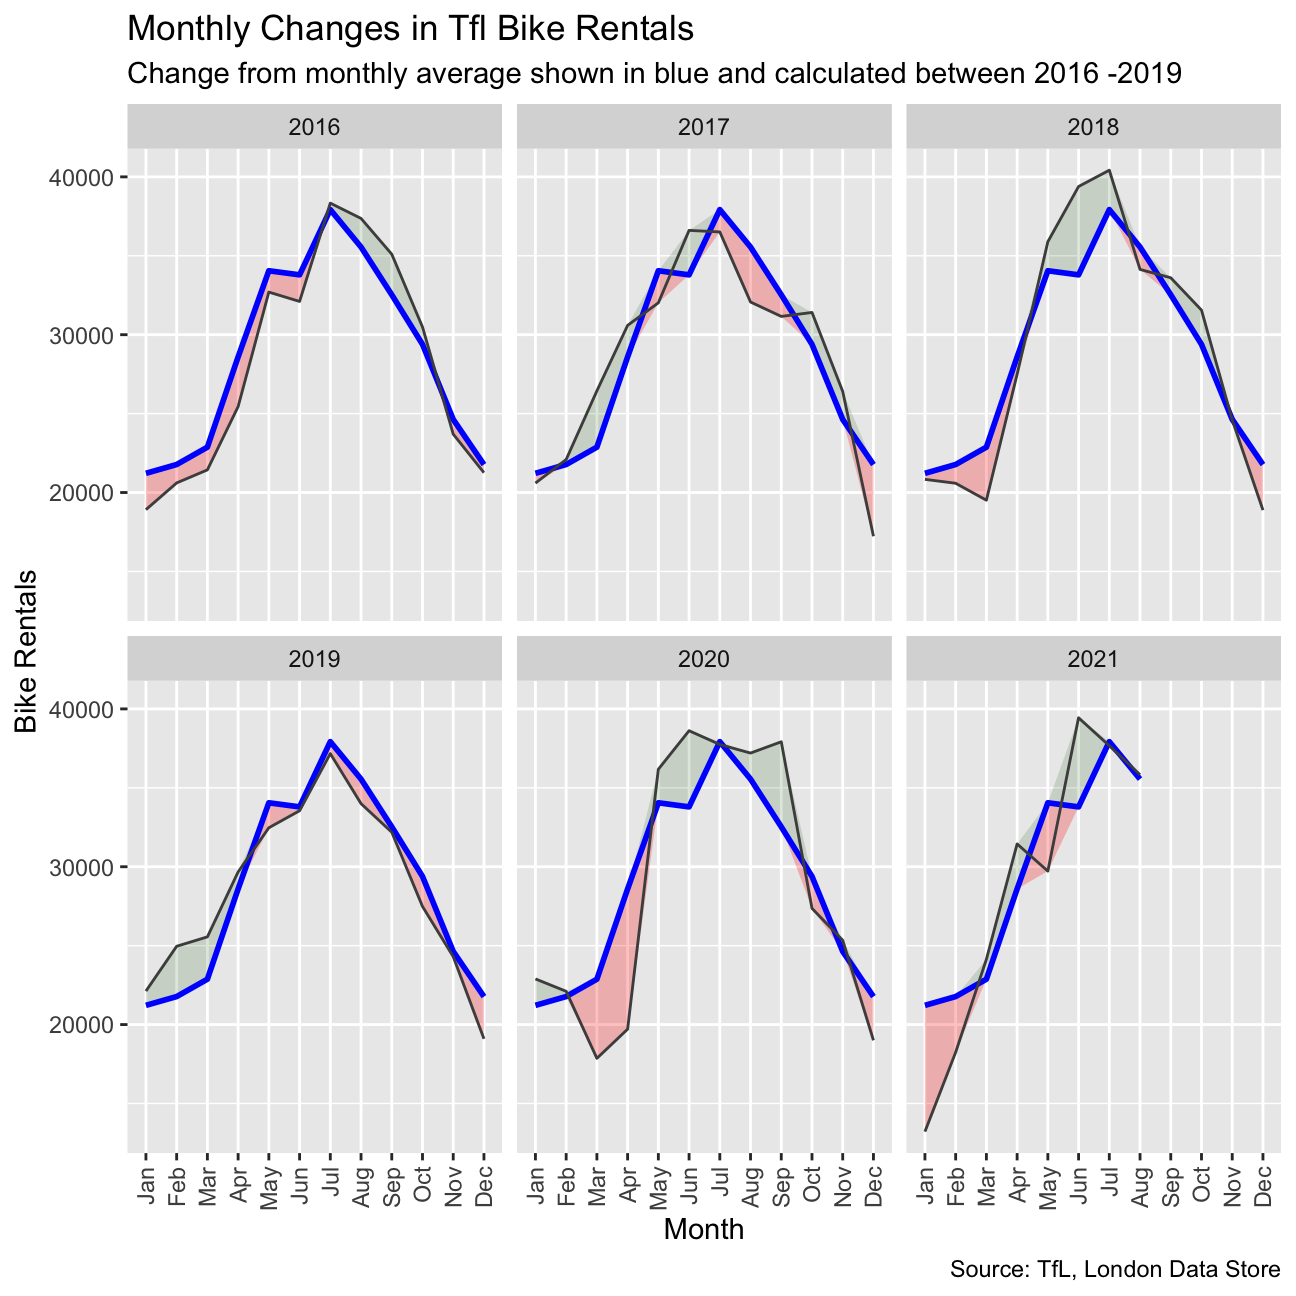 Monthly Changes in Tfl Bike Rentals
Change from monthly average shown in blue and calculated between 2016 -2019
2016 2017 2018
40000
30000
20000
Bike Rentals
2019 2020 2021
40000
30000
20000
Jan Feb Mar Apr May Jun Jul Aug Sep Oct Nov Dec Jan Feb Mar Apr May Jun Jul Aug Sep Oct Nov Dec Jan Feb Mar Apr May Jun Jul Aug Sep Oct Nov Dec
Month
Source: TfL, London Data Store